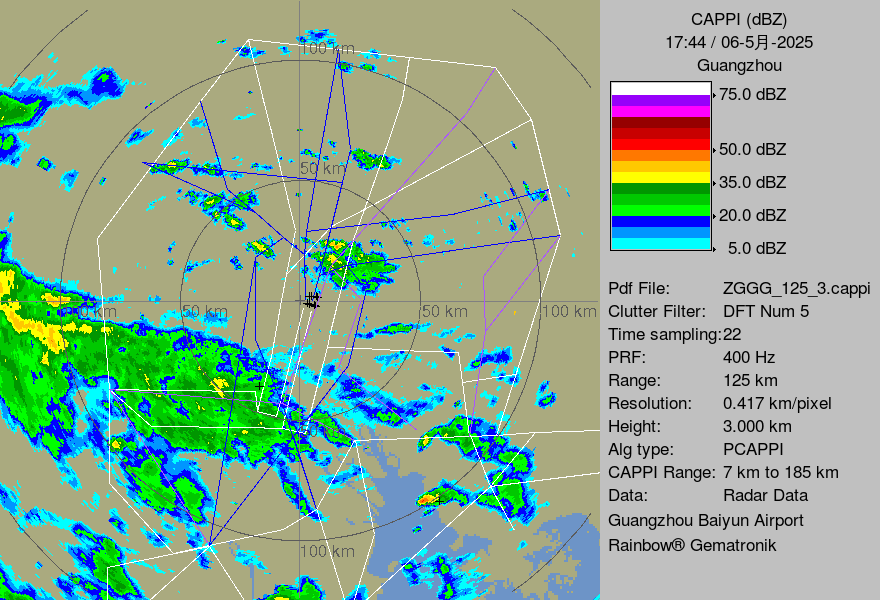 CAPPI (dBZ)
17:44 / 06-5月-2025
Guangzhou
75.0 dBZ
50.0 dBZ
35.0 dBZ
20.0 dBZ
5.0 dBZ
Pdf File: ZGGG_125_3.cappi
Clutter Filter: DFT Num 5
Time sampling:22
PRF: 400 Hz
Range: 125 km
Resolution: 0.417 km/pixel
Height: 3.000 km
Alg type: PCAPPI
CAPPI Range: 7 km to 185 km
Data: Radar Data
Guangzhou Baiyun Airport
Rainbow® Gematronik
100 km
50 km
km
50 km
50 km
100 km
100 km